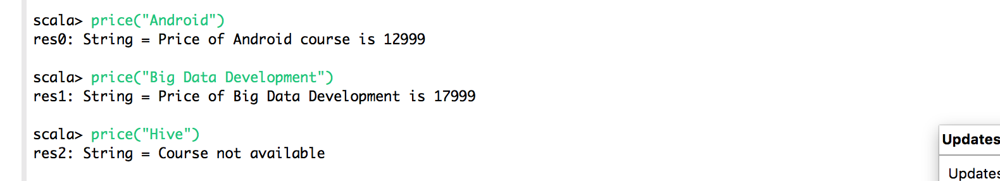 scala> price("Android")
res0: String = Price of Android course is 12999
scala> price("Big Data Development")
res1: String = Price of Big Data Development is 17999
scala> price("Hive")
res2: String = Course not available
Updates
Updates